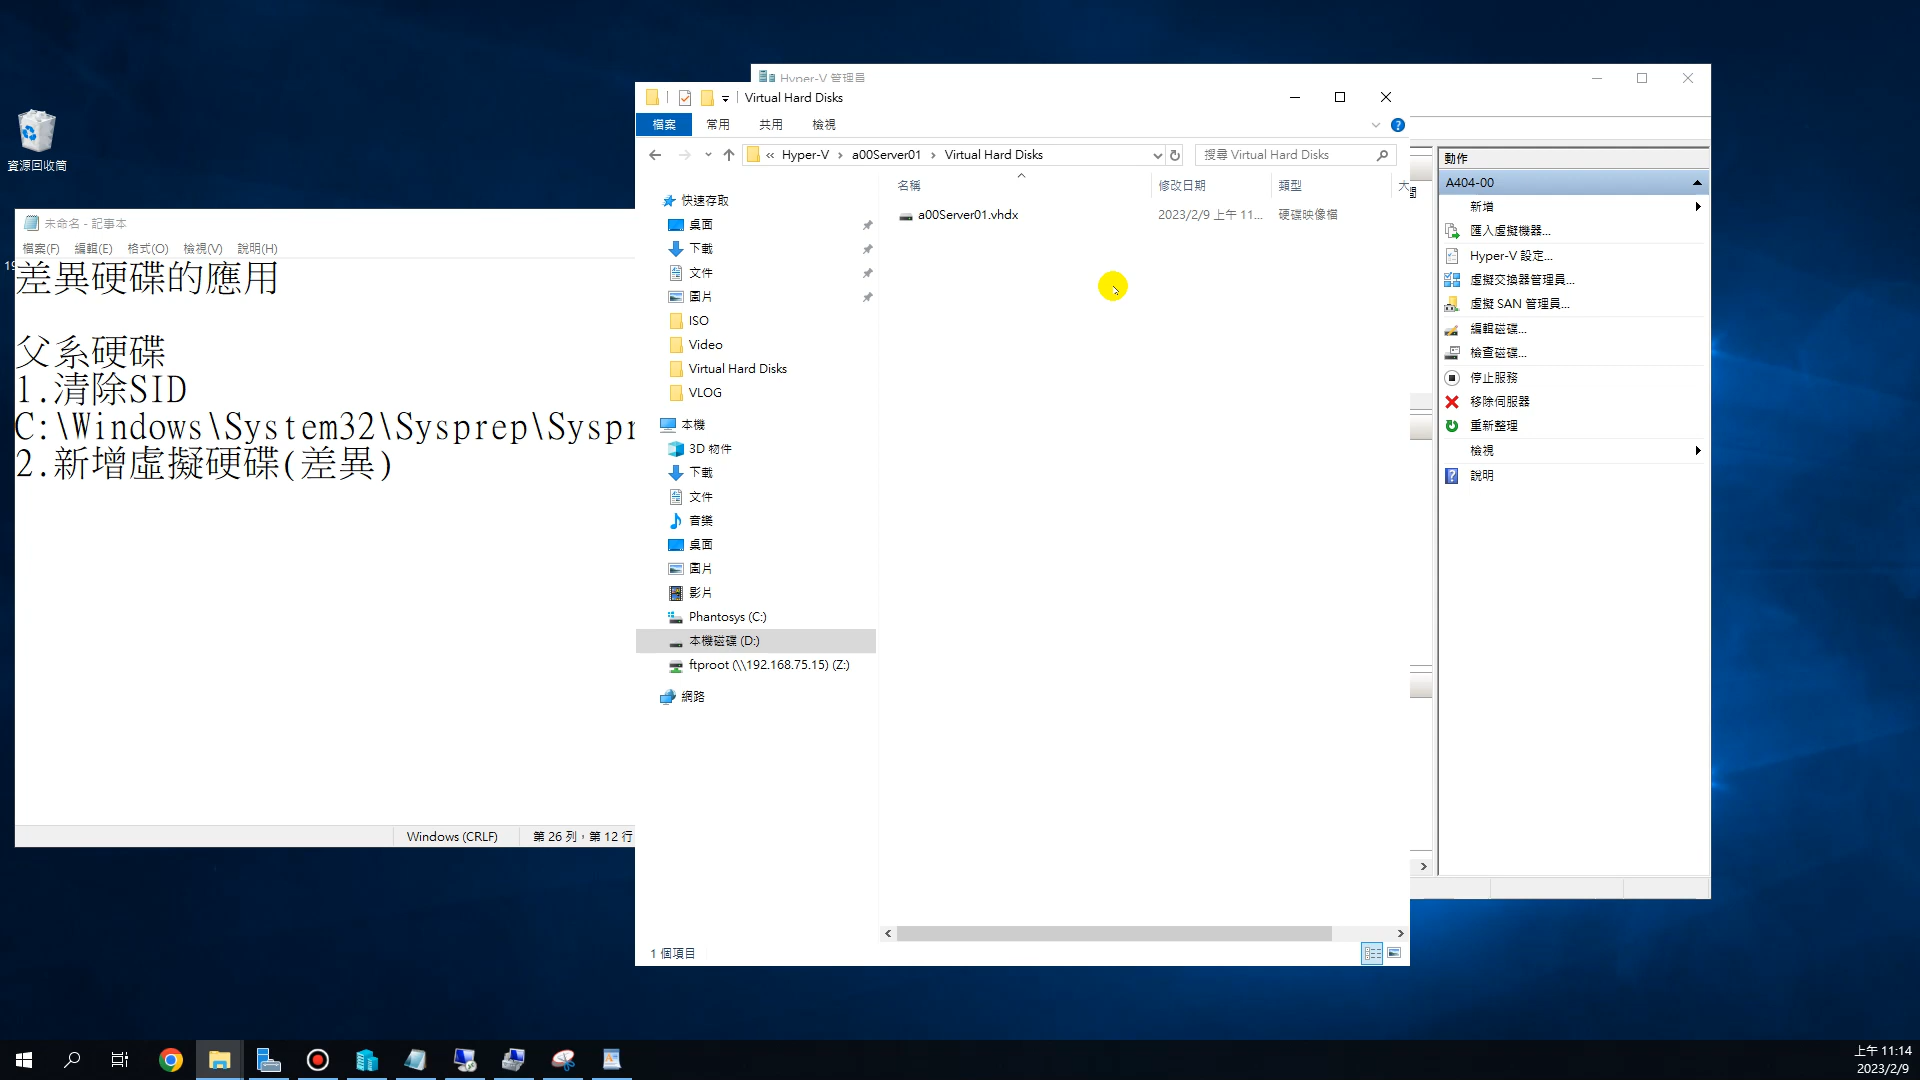 資源回收筒
19
Hyper-V 管理員
Virtual Hard Disks
檔案 常用 共用 檢視
« Hyper-V › a00Server01 › Virtual Hard Disks
搜尋 Virtual Hard Disks
名稱 修改日期 類型 大
a00Server01.vhdx 2023/2/9 上午 11... 硬碟映像檔
快速存取
桌面
下載
文件
圖片
ISO
Video
Virtual Hard Disks
VLOG
本機
3D 物件
下載
文件
音樂
桌面
圖片
影片
Phantosys (C:)
本機磁碟 (D:)
ftproot (\\192.168.75.15) (Z:)
網路
1 個項目
未命名 - 記事本
檔案(F) 編輯(E) 格式(O) 檢視(V) 說明(H)
差異硬碟的應用
父系硬碟
1.清除SID
C:\Windows\System32\Sysprep\Syspr
2.新增虛擬硬碟(差異)
Windows (CRLF) 第 26 列，第 12 行
動作
A404-00
新增
匯入虛擬機器...
Hyper-V 設定...
虛擬交換器管理員...
虛擬 SAN 管理員...
編輯磁碟...
檢查磁碟...
停止服務
移除伺服器
重新整理
檢視
說明
上午 11:14
2023/2/9